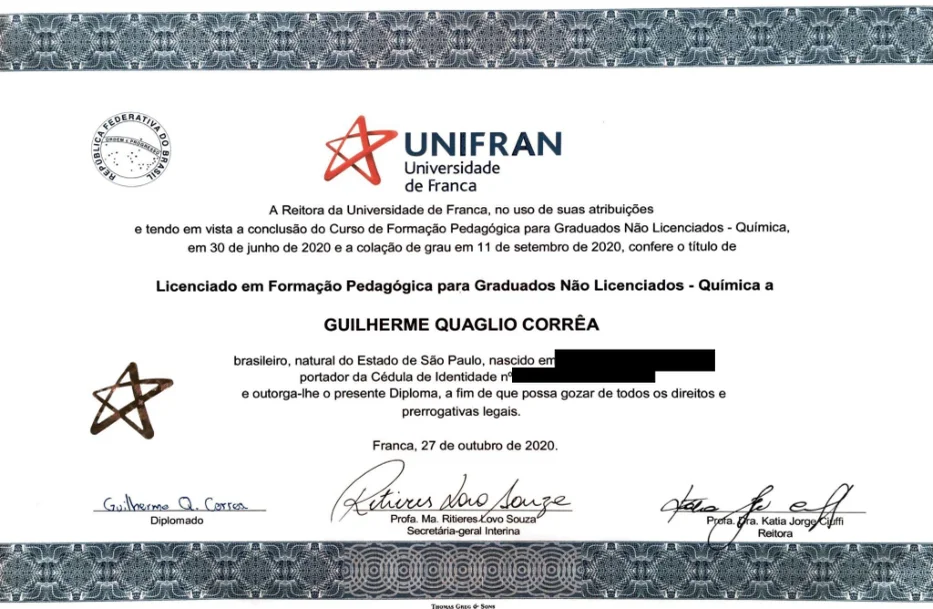 REPÚBLICA FEDERATIVA DO BRASIL
ORDEM E PROGRESSO
UNIFRAN
Universidade
de Franca
A Reitora da Universidade de Franca, no uso de suas atribuições
e tendo em vista a conclusão do Curso de Formação Pedagógica para Graduados Não Licenciados - Química,
em 30 de junho de 2020 e a colação de grau em 11 de setembro de 2020, confere o título de
Licenciado em Formação Pedagógica para Graduados Não Licenciados - Química a
GUILHERME QUAGLIO CORRÊA
brasileiro, natural do Estado de São Paulo, nascido em
portador da Cédula de Identidade nº
e outorga-lhe o presente Diploma, a fim de que possa gozar de todos os direitos e
prerrogativas legais.
Franca, 27 de outubro de 2020.
Guilherme Q. Correa
Diplomado
Ritieres Lovo Souza
Profa. Ma. Ritieres Lovo Souza
Secretária-geral Interina
Profa. Dra. Katia Jorge Ciuffi
Reitora
THOMAS GREG & SONS